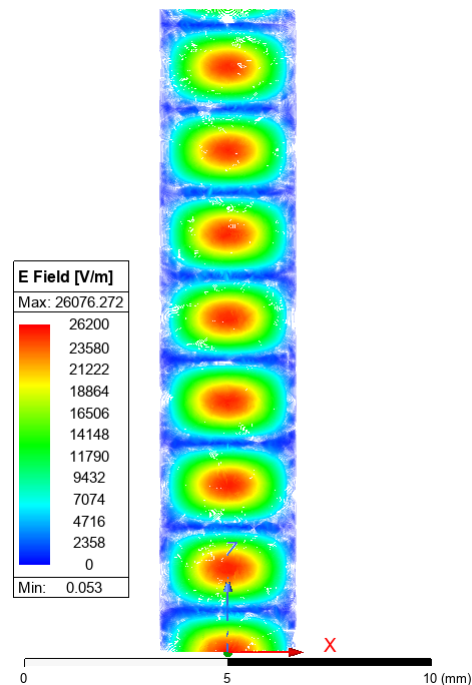 E Field [V/m]
Max: 26076.272
26200
23580
21222
18864
16506
14148
11790
9432
7074
4716
2358
0
Min: 0.053
Z
X
0 5 10 (mm)